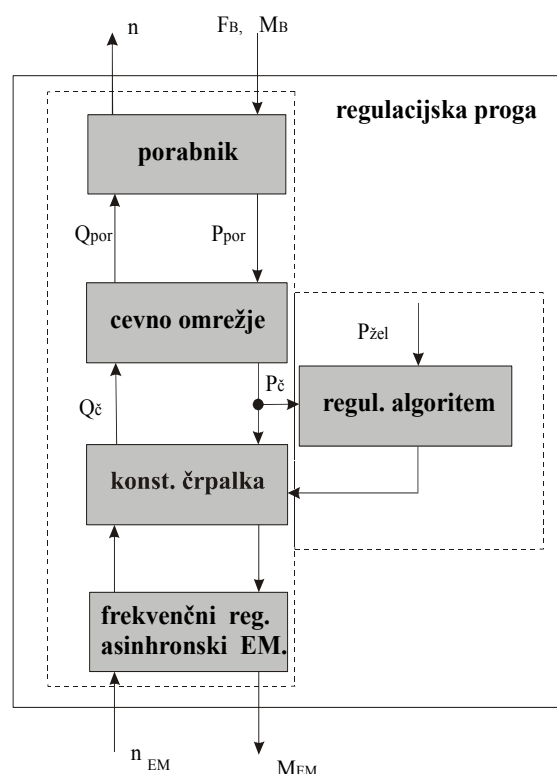 n
FB, MB
regulacijska proga
porabnik
Qpor
Ppor
cevno omrežje
Pžel
Pč
Qč
regul. algoritem
konst. črpalka
frekvenčni reg.
asinhronski EM.
n EM
MEM